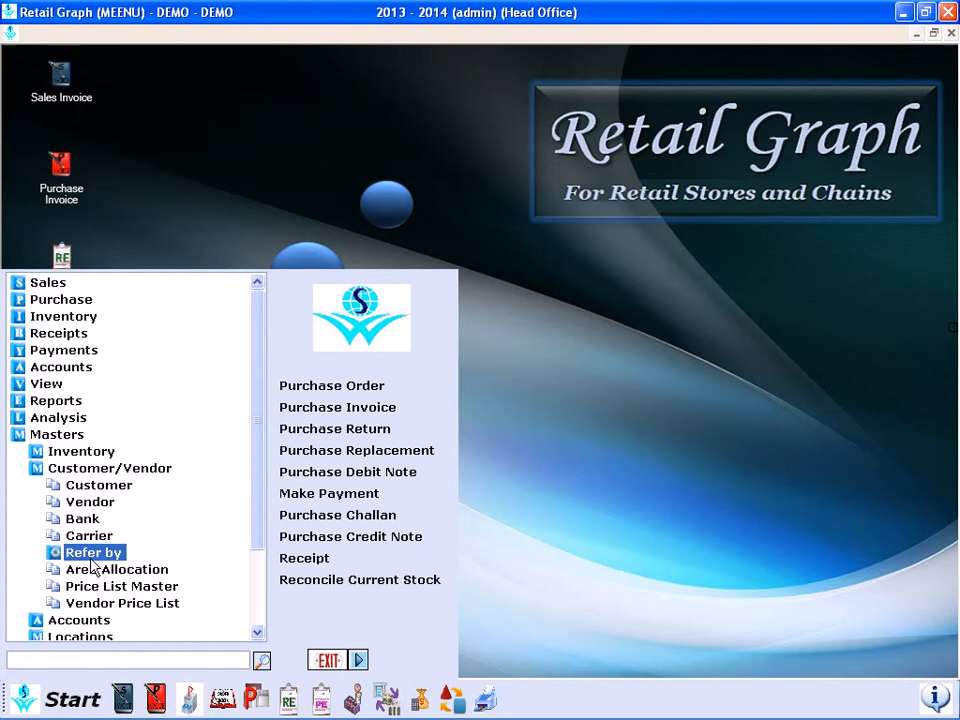 Retail Graph (MEENU) - DEMO - DEMO 2013 - 2014 (admin) (Head Office)
Sales Invoice
Purchase
Invoice
RE
Retail Graph
For Retail Stores and Chains
S Sales
P Purchase
I Inventory
R Receipts
Y Payments
A Accounts
V View
E Reports
L Analysis
M Masters
M Inventory
M Customer/Vendor
Customer
Vendor
Bank
Carrier
Refer by
Area Allocation
Price List Master
Vendor Price List
A Accounts
M Locations
S
Purchase Order
Purchase Invoice
Purchase Return
Purchase Replacement
Purchase Debit Note
Make Payment
Purchase Challan
Purchase Credit Note
Receipt
Reconcile Current Stock
EXIT
Start
RE
PE